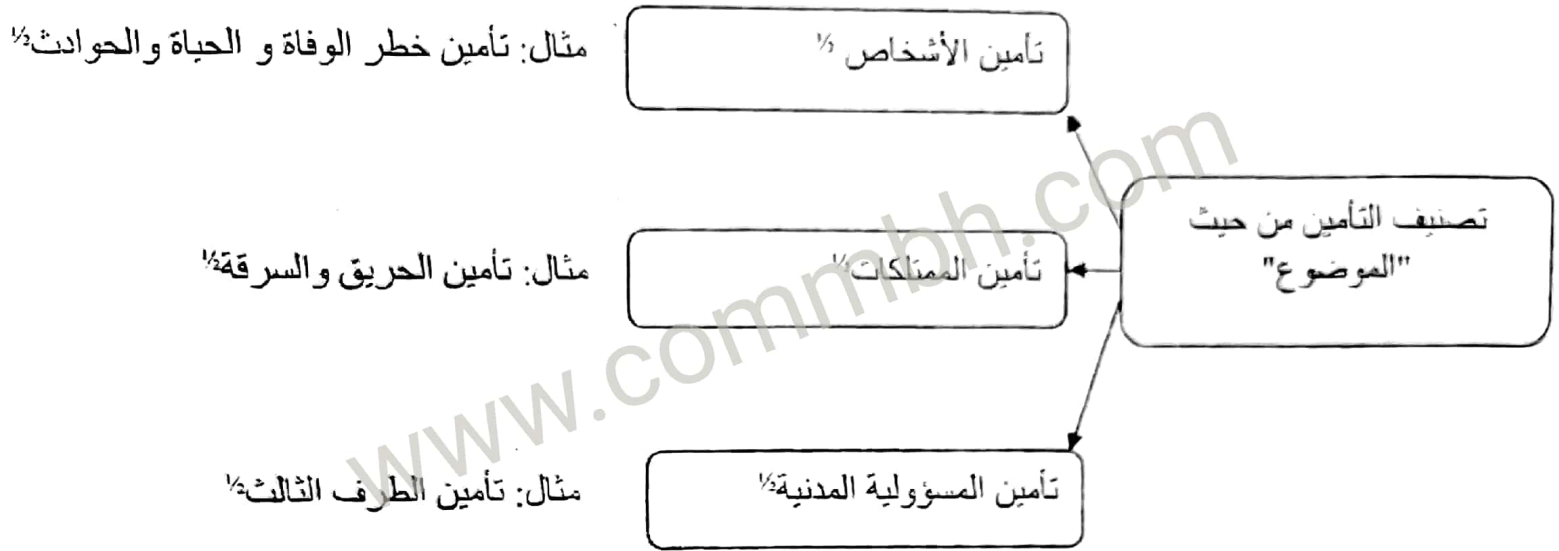 تأمين الأشخاص ½
مثال: تأمين خطر الوفاة و الحياة والحوادث½
تصنيف التأمين من حيث
"الموضوع"
تأمين الممتلكات½
مثال: تأمين الحريق والسرقة½
تأمين المسؤولية المدنية½
مثال: تأمين الطرف الثالث½
www.commbh.com